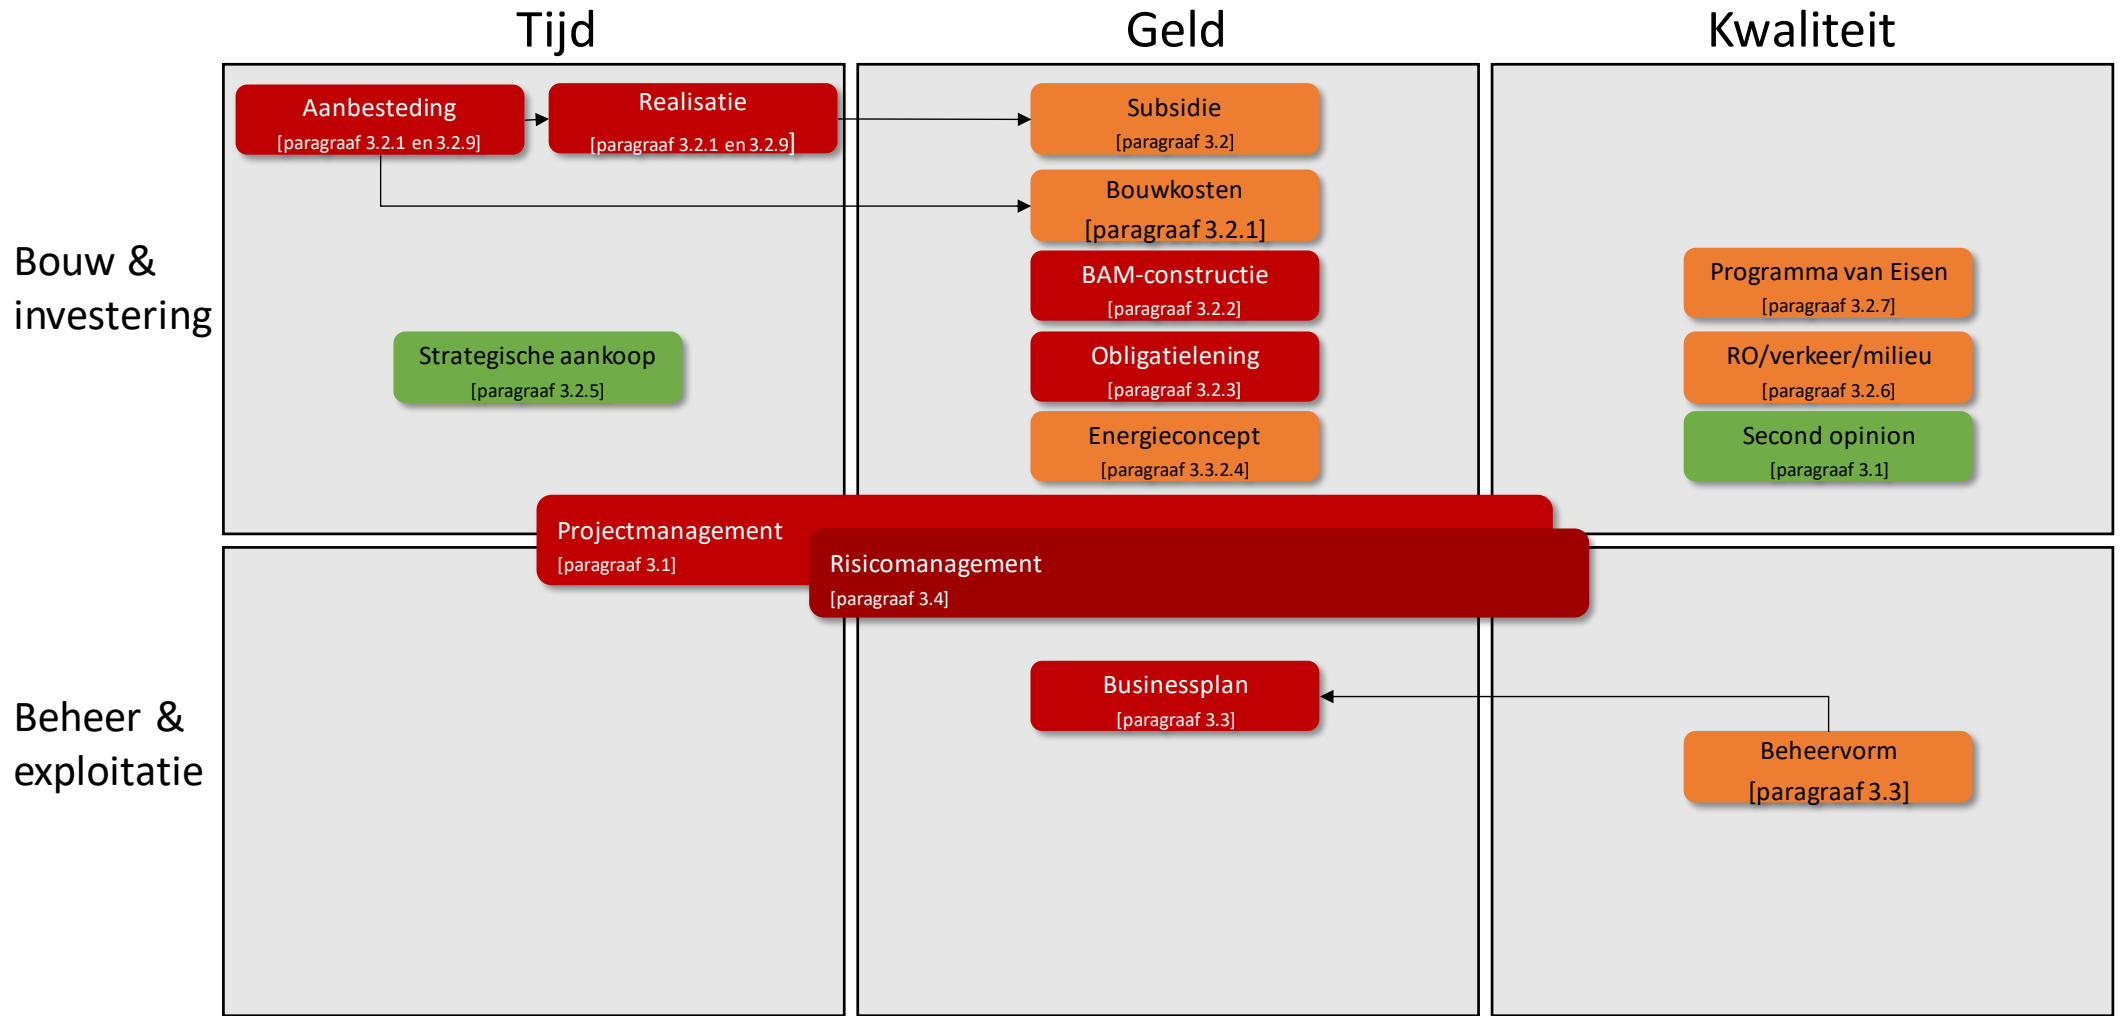 Tijd
Geld
Kwaliteit
Bouw &
investering
Aanbesteding
[paragraaf 3.2.1 en 3.2.9]
Realisatie
[paragraaf 3.2.1 en 3.2.9]
Strategische aankoop
[paragraaf 3.2.5]
Subsidie
[paragraaf 3.2]
Bouwkosten
[paragraaf 3.2.1]
BAM-constructie
[paragraaf 3.2.2]
Obligatielening
[paragraaf 3.2.3]
Energieconcept
[paragraaf 3.3.2.4]
Programma van Eisen
[paragraaf 3.2.7]
RO/verkeer/milieu
[paragraaf 3.2.6]
Second opinion
[paragraaf 3.1]
Projectmanagement
[paragraaf 3.1]
Risicomanagement
[paragraaf 3.4]
Beheer &
exploitatie
Businessplan
[paragraaf 3.3]
Beheervorm
[paragraaf 3.3]